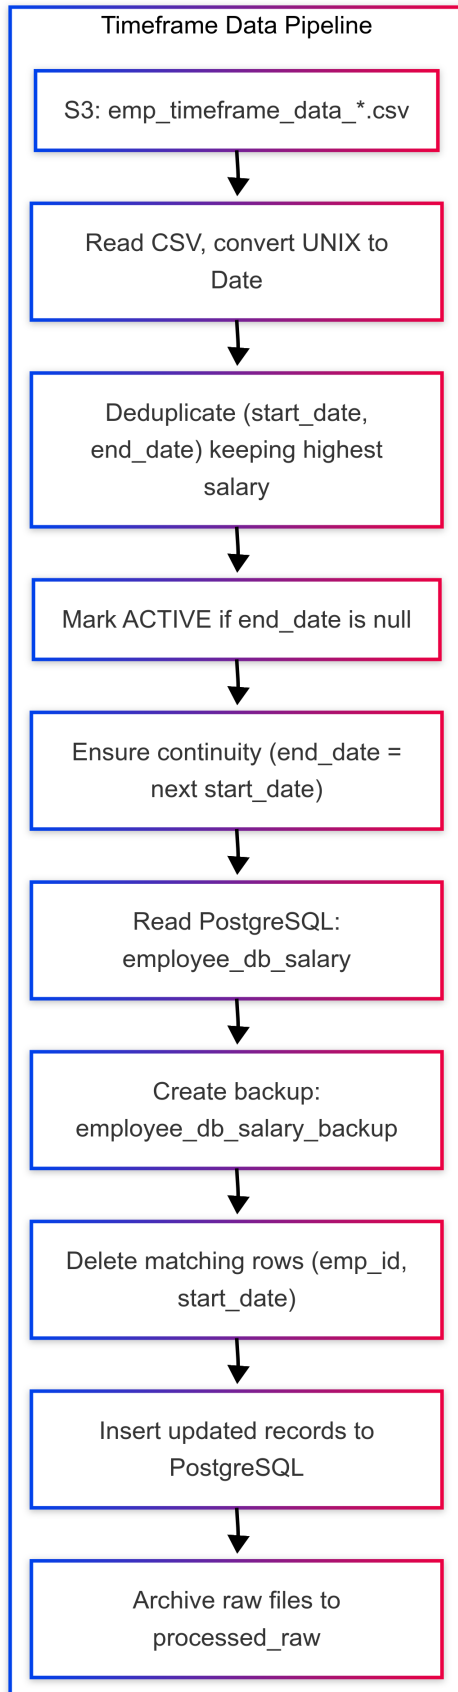 Timeframe Data Pipeline
S3: emp_timeframe_data_*.csv
Read CSV, convert UNIX to
Date
Deduplicate (start_date,
end_date) keeping highest
salary
Mark ACTIVE if end_date is null
Ensure continuity (end_date =
next start_date)
Read PostgreSQL:
employee_db_salary
Create backup:
employee_db_salary_backup
Delete matching rows (emp_id,
start_date)
Insert updated records to
PostgreSQL
Archive raw files to
processed_raw